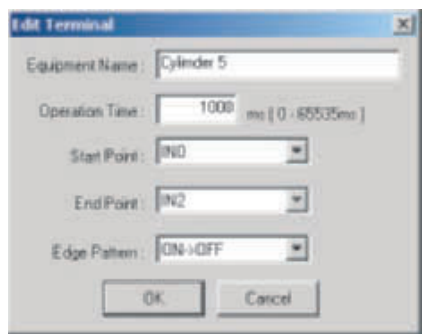 Edit Terminal
Equipment Name : Cylinder 5
Operation Time : 1000 ms [ 0 - 65535ms ]
Start Point : IN0
End Point : IN2
Edge Pattern : ON->OFF
OK Cancel